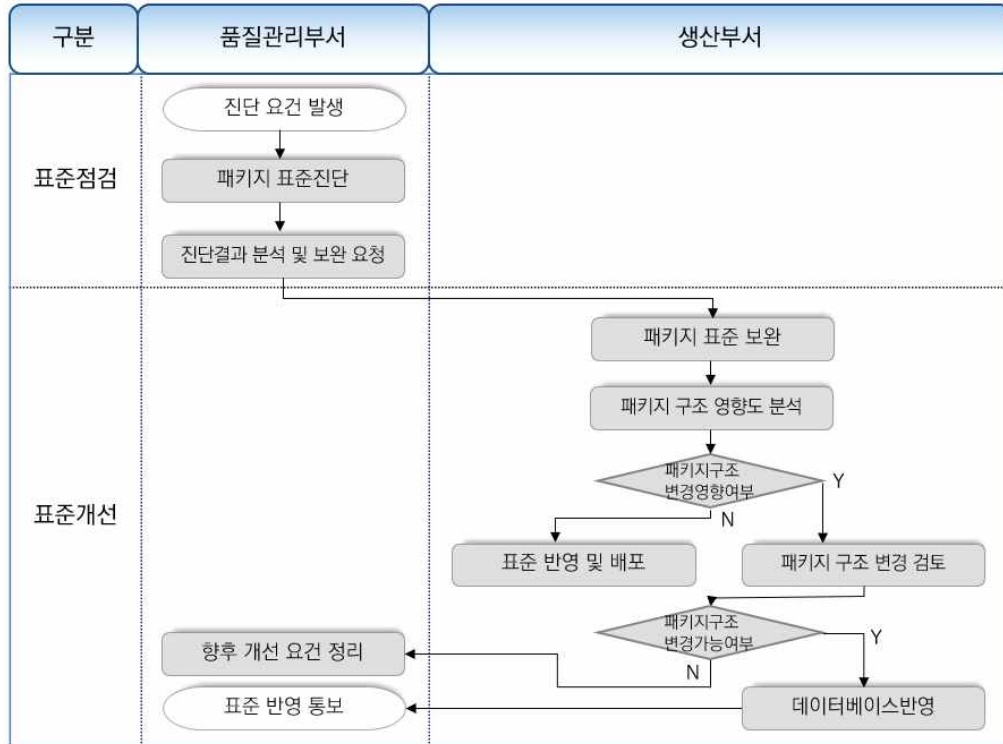 구분
품질관리부서
생산부서
표준점검
진단 요건 발생
패키지 표준진단
진단결과 분석 및 보완 요청
표준개선
패키지 표준 보완
패키지 구조 영향도 분석
패키지구조
변경영향여부
Y
N
표준 반영 및 배포
패키지 구조 변경 검토
패키지구조
변경가능여부
Y
N
향후 개선 요건 정리
표준 반영 통보
데이터베이스반영